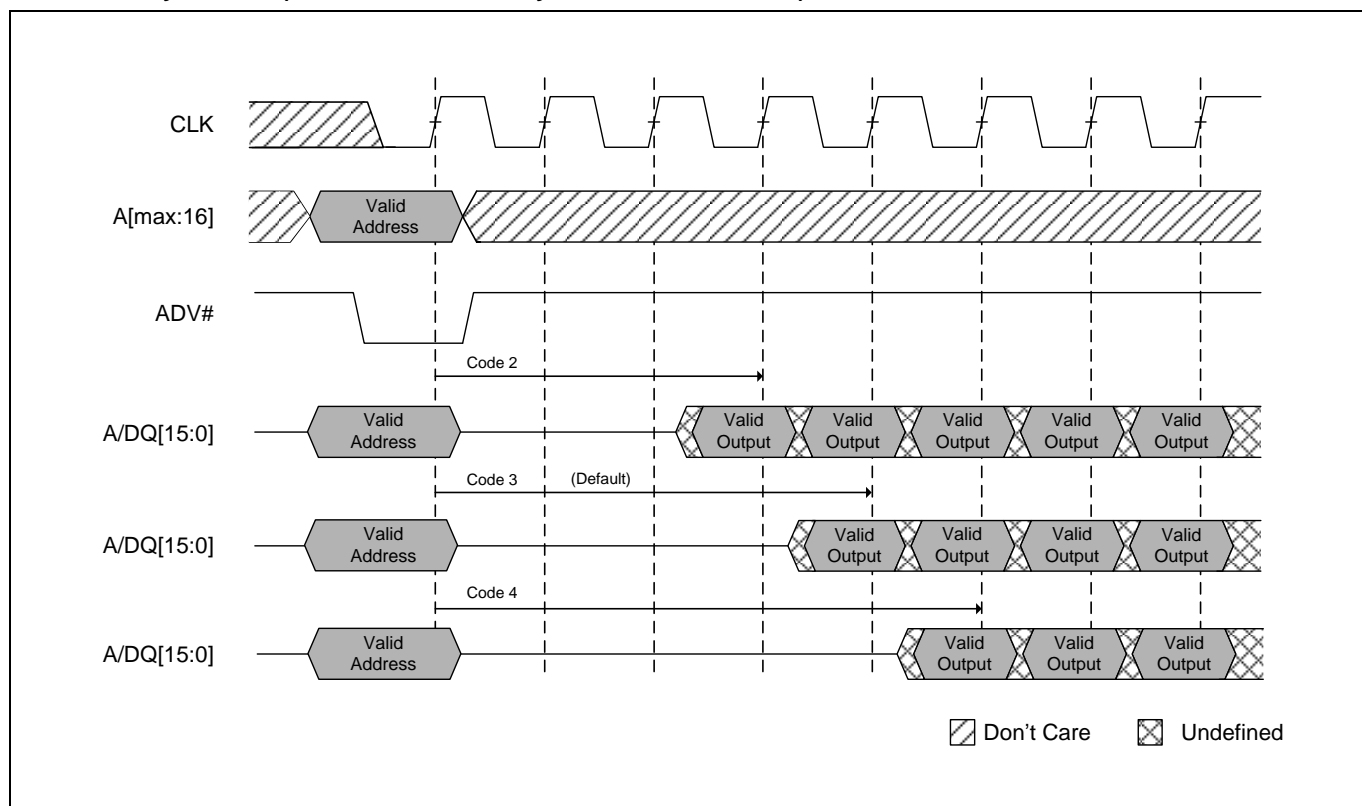 CLK
A[max:16]
Valid
Address
ADV#
Code 2
A/DQ[15:0]
Valid
Address
Valid
Output
Valid
Output
Valid
Output
Valid
Output
Valid
Output
Code 3 (Default)
A/DQ[15:0]
Valid
Address
Valid
Output
Valid
Output
Valid
Output
Valid
Output
Code 4
A/DQ[15:0]
Valid
Address
Valid
Output
Valid
Output
Valid
Output
Don't Care
Undefined